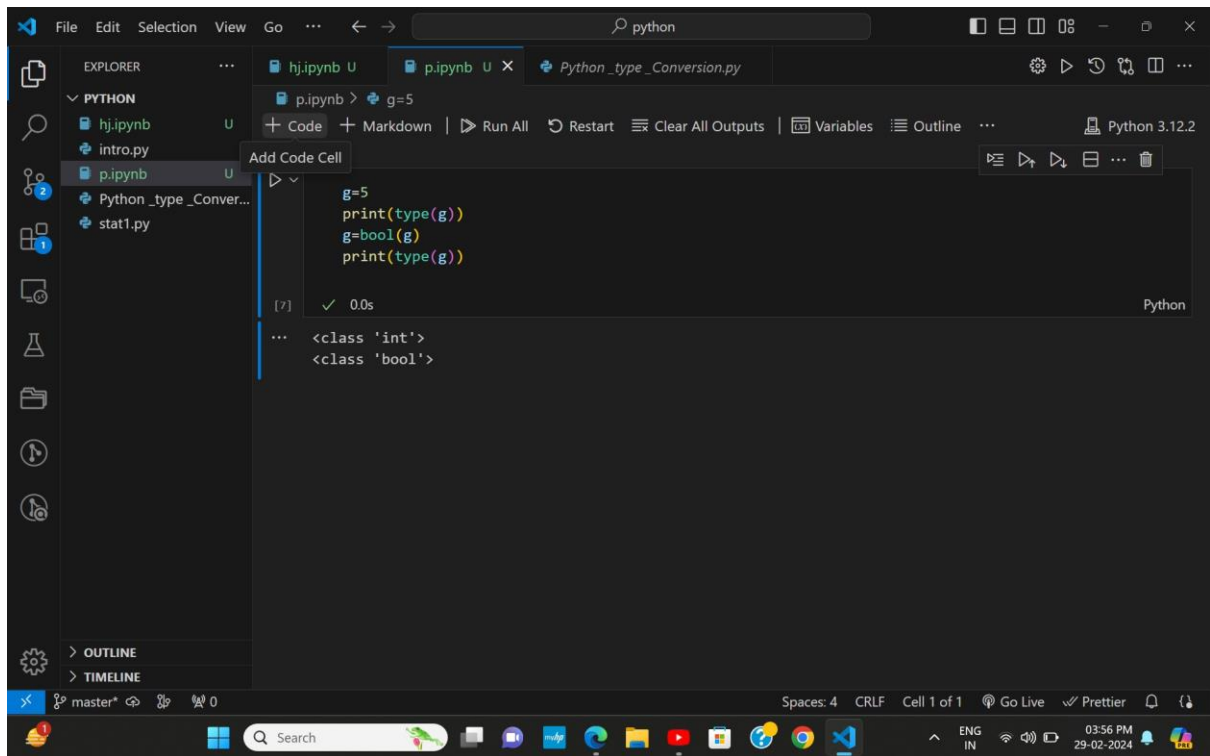 File Edit Selection View Go ··· python
EXPLORER ···
hj.ipynb U p.ipynb U Python _type _Conversion.py
PYTHON
hj.ipynb U
intro.py
p.ipynb U
Python _type _Conver...
stat1.py
p.ipynb > g=5
+ Code + Markdown Run All Restart Clear All Outputs Variables Outline ··· Python 3.12.2
Add Code Cell
g=5
print(type(g))
g=bool(g)
print(type(g))
[7] 0.0s Python
··· <class 'int'>
<class 'bool'>
2
1
OUTLINE
TIMELINE
master* 0 Spaces: 4 CRLF Cell 1 of 1 Go Live Prettier
1 Search ENG IN 03:56 PM
29-02-2024
PRE